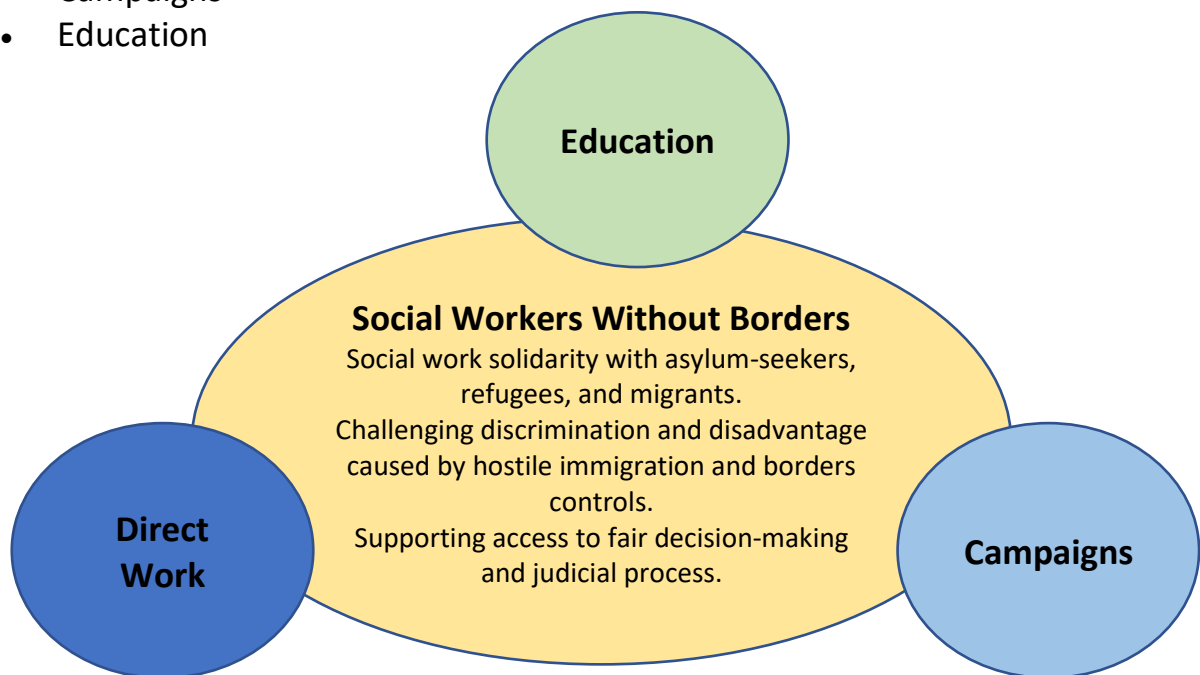 Campaigns
• Education
Education
Social Workers Without Borders
Social work solidarity with asylum-seekers,
refugees, and migrants.
Challenging discrimination and disadvantage
caused by hostile immigration and borders
controls.
Supporting access to fair decision-making
and judicial process.
Direct
Work
Campaigns